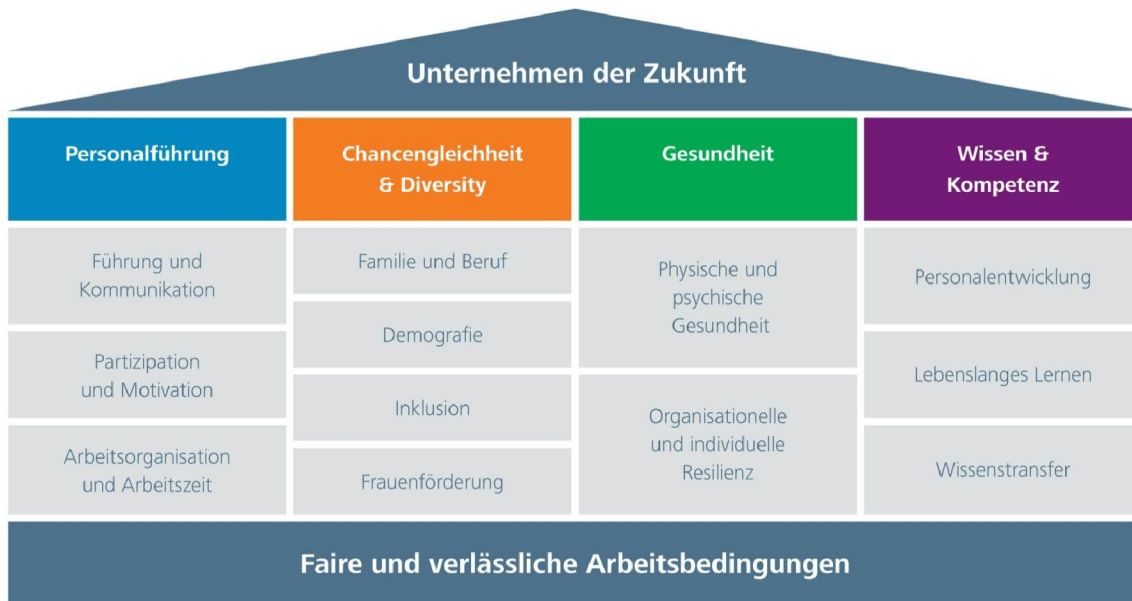 Unternehmen der Zukunft
Personalführung
Führung und
Kommunikation
Partizipation
und Motivation
Arbeitsorganisation
und Arbeitszeit
Chancengleichheit
& Diversity
Familie und Beruf
Demografie
Inklusion
Frauenförderung
Gesundheit
Physische und
psychische
Gesundheit
Organisationelle
und individuelle
Resilienz
Wissen &
Kompetenz
Personalentwicklung
Lebenslanges Lernen
Wissenstransfer
Faire und verlässliche Arbeitsbedingungen